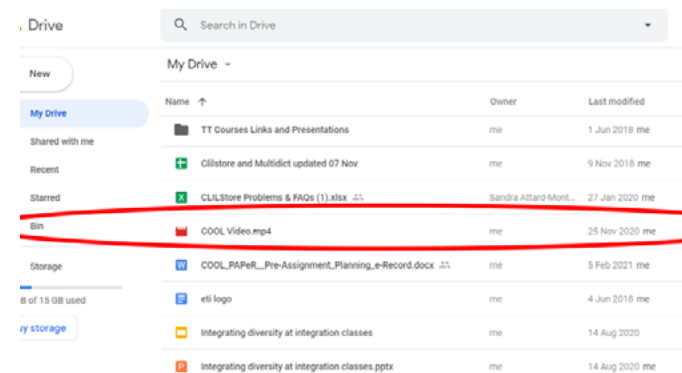 Drive
Search in Drive
New
My Drive
Name Owner Last modified
My Drive
Shared with me
Recent
Starred
Bin
Storage
B of 15 GB used
uy storage
TT Courses Links and Presentations me 1 Jun 2018 me
Clilstore and Multidict updated 07 Nov me 9 Nov 2018 me
CLILStore Problems & FAQs (1).xlsx Sandra Attard-Mont... 27 Jan 2020 me
COOL Video.mp4 me 25 Nov 2020 me
COOL_PAPeR__Pre-Assignment_Planning_e-Record.docx me 5 Feb 2021 me
eti logo me 4 Jun 2018 me
Integrating diversity at integration classes me 14 Aug 2020
Integrating diversity at integration classes.pptx me 14 Aug 2020 me